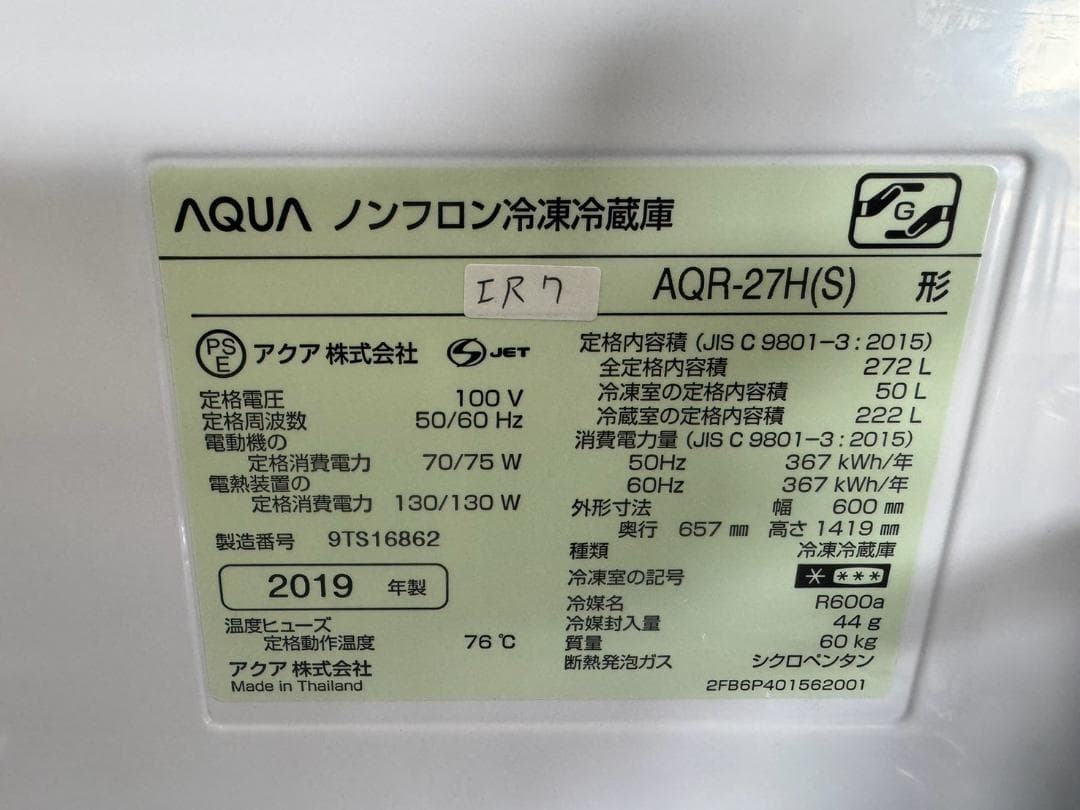 AQUA ノンフロン冷凍冷蔵庫
G
IR7
AQR-27H(S) 形
PSE アクア 株式会社 S JET
定格電圧 100 V
定格周波数 50/60 Hz
電動機の
定格消費電力 70/75 W
電熱装置の
定格消費電力 130/130 W
製造番号 9TS16862
2019 年製
温度ヒューズ
定格動作温度 76 ℃
アクア 株式会社
Made in Thailand
定格内容積 (JIS C 9801-3 : 2015)
全定格内容積 272 L
冷凍室の定格内容積 50 L
冷蔵室の定格内容積 222 L
消費電力量 (JIS C 9801-3 : 2015)
50Hz 367 kWh/年
60Hz 367 kWh/年
外形寸法 幅 600 ㎜
奥行 657 ㎜ 高さ 1419 ㎜
種類 冷凍冷蔵庫
冷凍室の記号 * ***
冷媒名 R600a
冷媒封入量 44 g
質量 60 kg
断熱発泡ガス シクロペンタン
2FB6P401562001